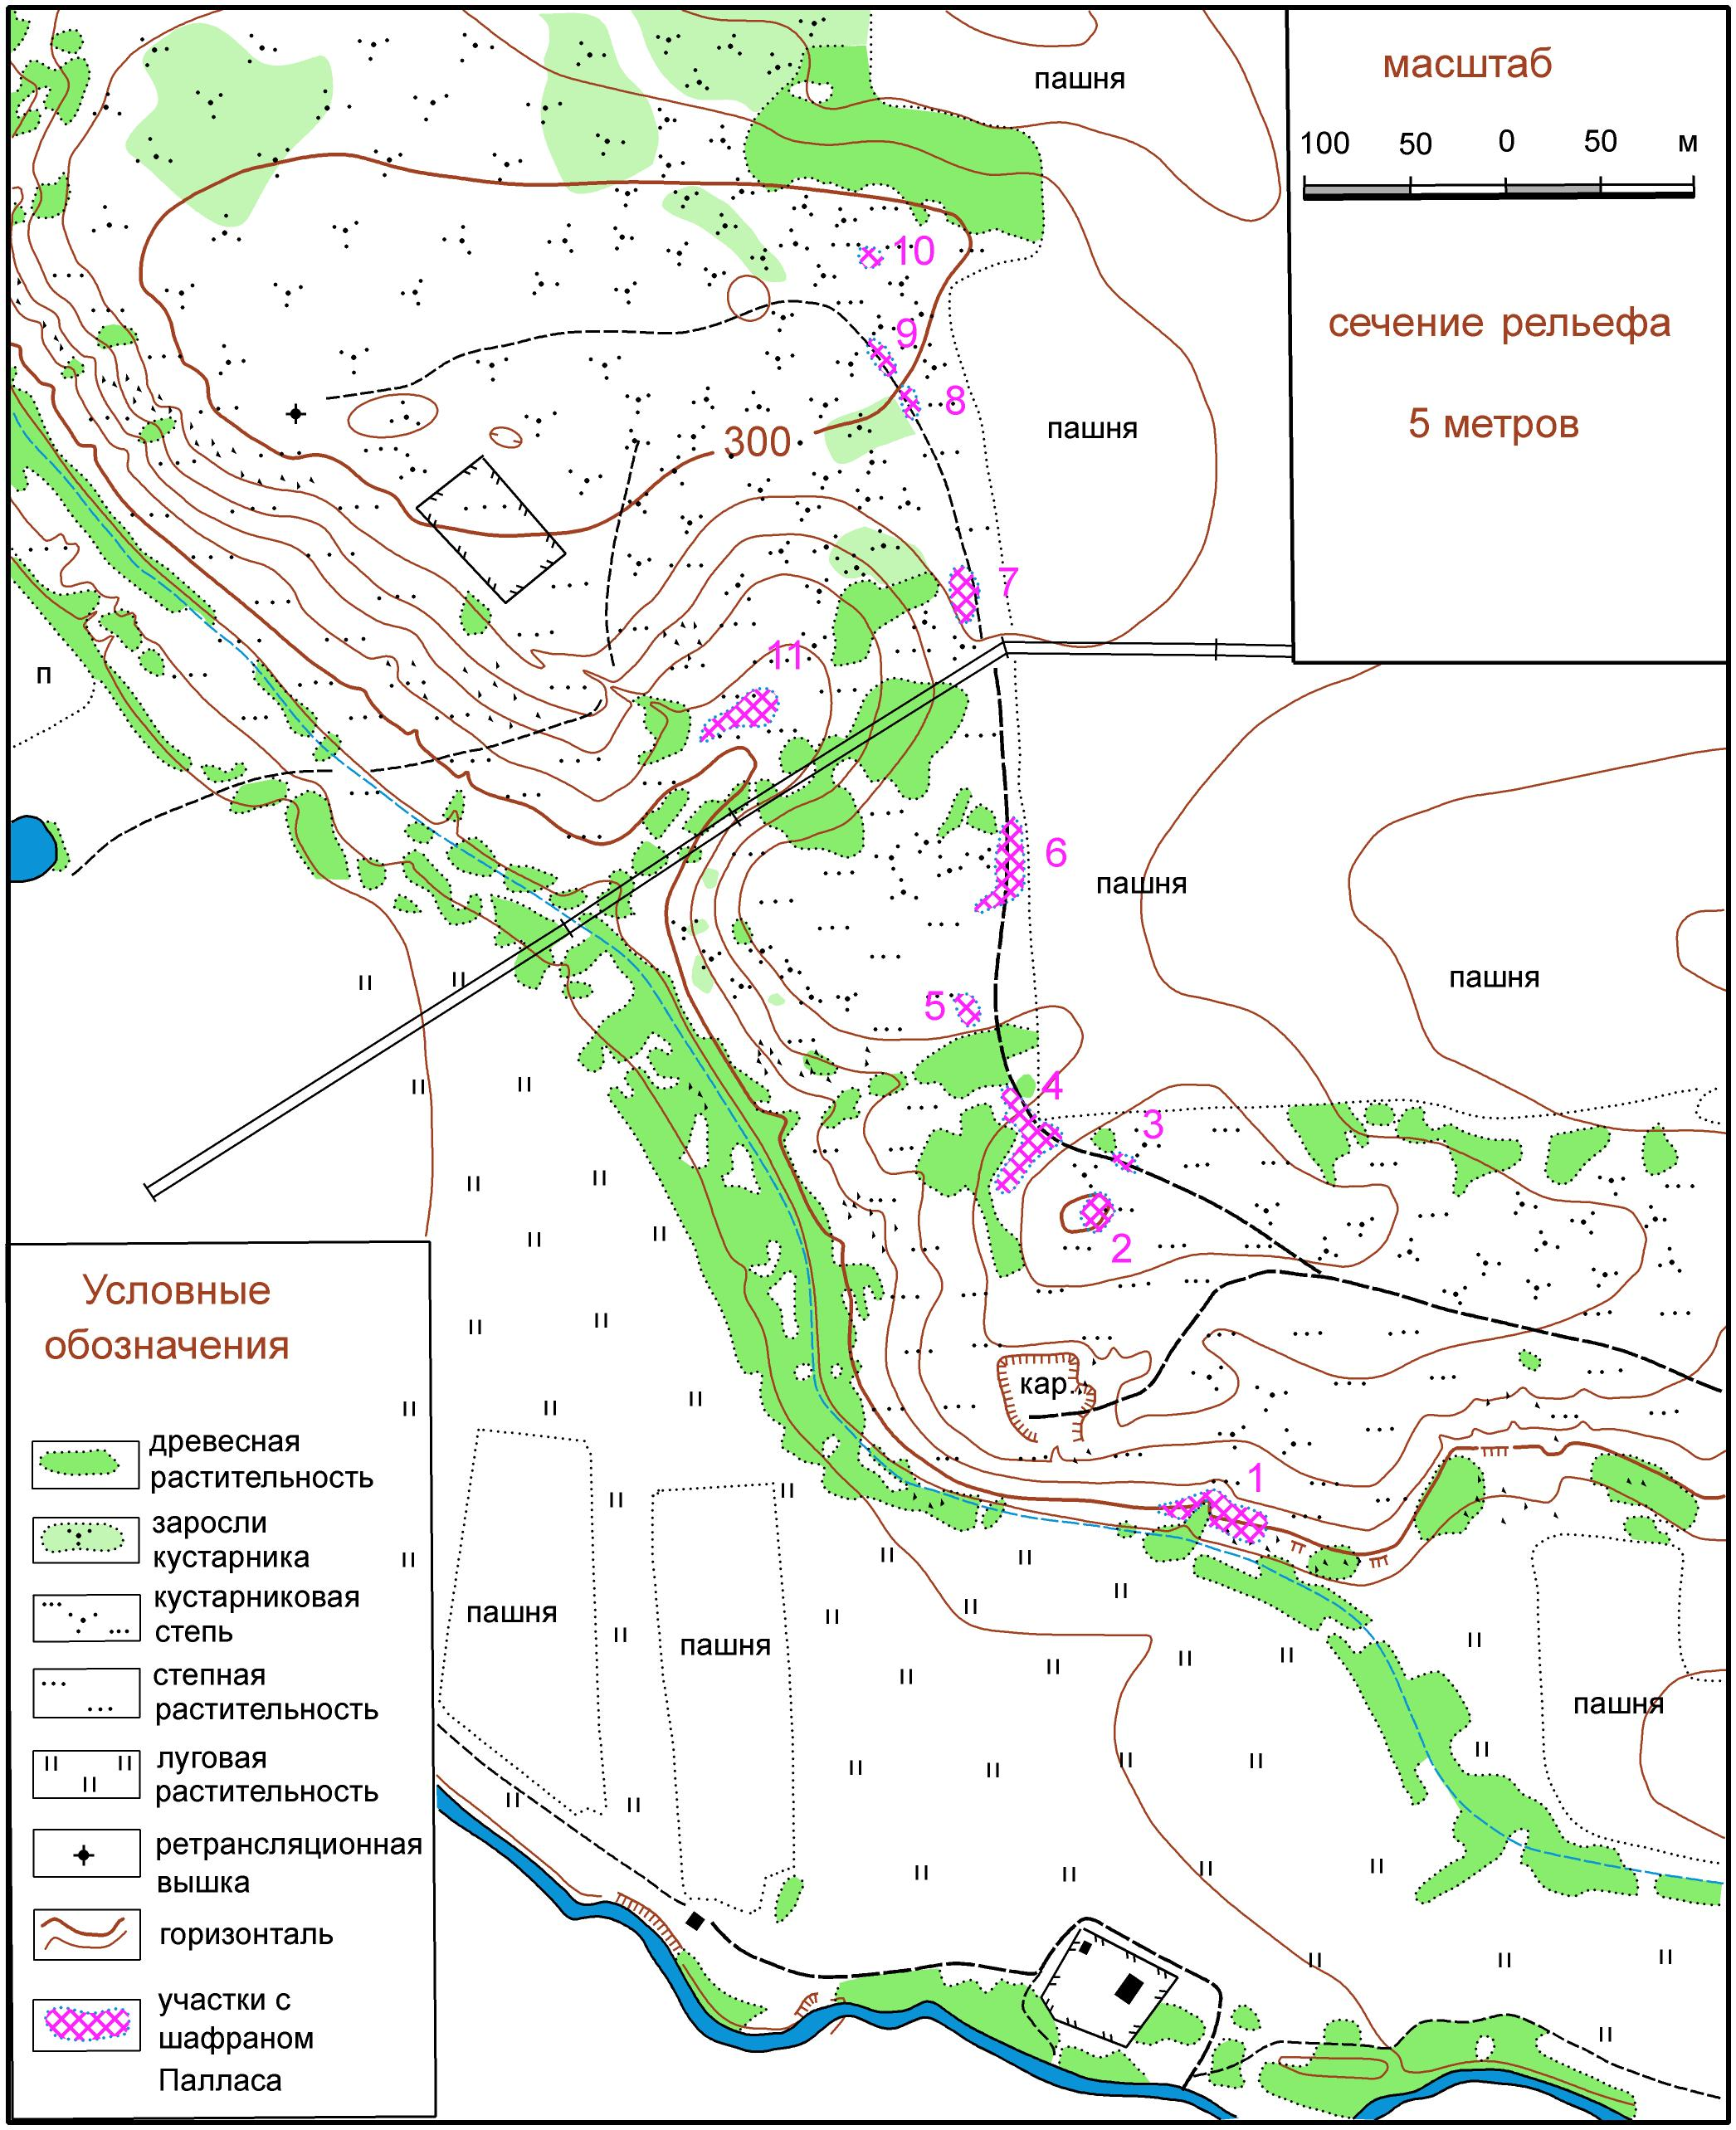 пашня
масштаб
100 50 0 50 м
сечение рельефа
5 метров
10
9
8
300
пашня
7
11
п
6
пашня
пашня
5
4
3
2
кар.
1
Условные
обозначения
древесная
растительность
заросли
кустарника
кустарниковая
степь
степная
растительность
луговая
растительность
ретрансляционная
вышка
горизонталь
участки с
шафраном
Палласа
пашня
пашня
пашня